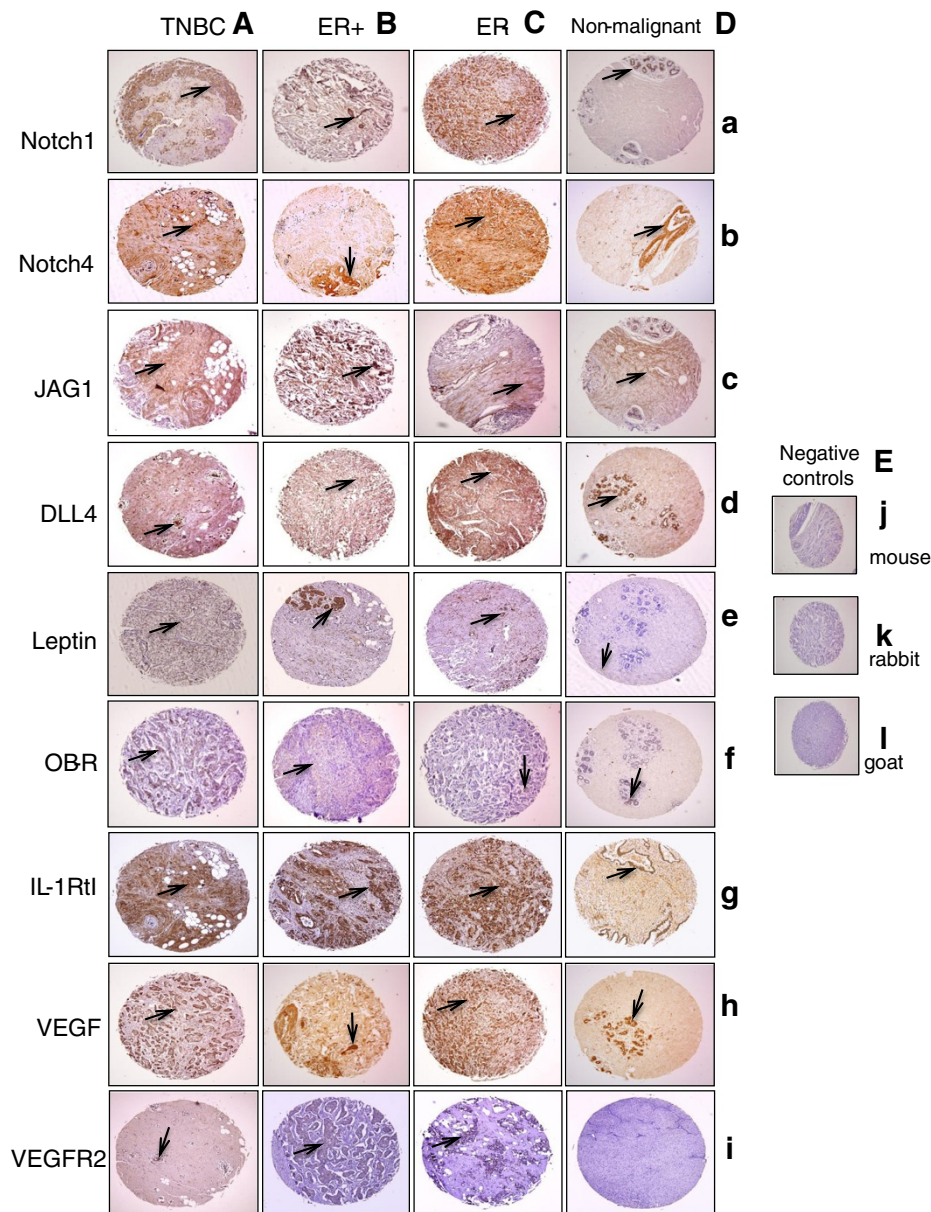 TNBC A ER+ B ER C Non-malignant D
Notch1 a
Notch4 b
JAG1 c
DLL4 d
Negative E
controls
j
mouse
Leptin e
k
rabbit
OB-R f
l
goat
IL-1RtI g
VEGF h
VEGFR2 i